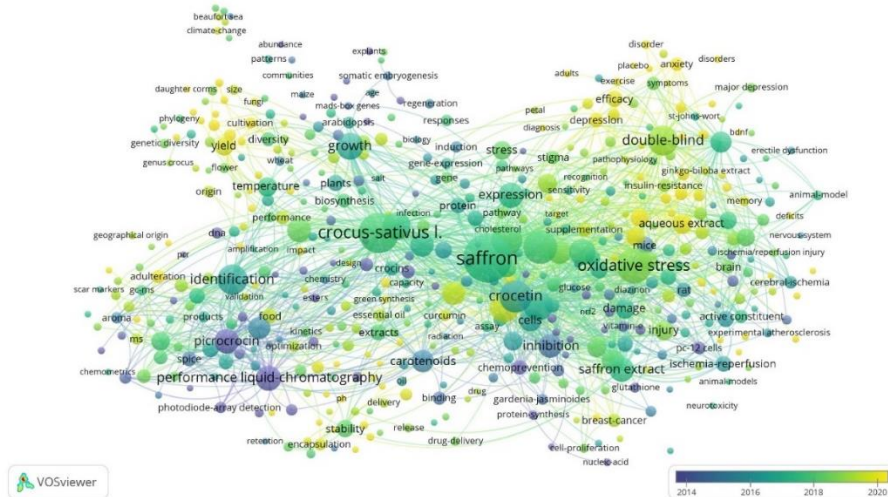 beaufort sea
climate-change
abundance
explants
patterns
communities
somatic embryogenesis
disorder
placebo
anxiety
disorders
adults
exercise
symptoms
major depression
efficacy
daughter corms
size
maize
age
regeneration
fungi
mads-box genes
petal
depression
st-johns-wort
phylogeny
cultivation
arabidopsis
responses
diagnosis
double-blind
bdnf
genetic diversity
yield
diversity
growth
biology
induction
stress
stigma
pathophysiology
erectile dysfunction
genus crocus
flower
wheat
gene-expression
pathways
ginkgo-biloba extract
origin
temperature
plants
salt
gene
recognition
sensitivity
insulin-resistance
animal-model
biosynthesis
protein
expression
memory
performance
infection
pathway
target
supplementation
aqueous extract
deficits
geographical origin
dna
crocus-sativus l.
cholesterol
mice
nervous system
pcr
amplification
impact
saffron
ischemia/reperfusion injury
adulteration
design
crocins
oxidative stress
brain
scar markers
gc-ms
identification
chemistry
capacity
glucose
diazinon
rat
cerebral-ischemia
validation
esters
green synthesis
crocetin
aroma
products
food
essential oil
curcumin
cells
nrf2
damage
active constituent
vitamin-e
ms
kinetics
extracts
radiation
assay
injury
experimental atherosclerosis
picrocrocin
optimization
inhibition
pc-12 cells
spice
carotenoids
chemoprevention
saffron extract
ischemia-reperfusion
chemometrics
performance liquid-chromatography
oil
glutathione
animal-models
photodiode-array detection
ph
delivery
binding
drug
gardenia-jasminoides
neurotoxicity
protein-synthesis
stability
release
breast-cancer
retention
encapsulation
drug-delivery
cell-proliferation
nucleic-acid
VOSviewer
2014 2016 2018 2020